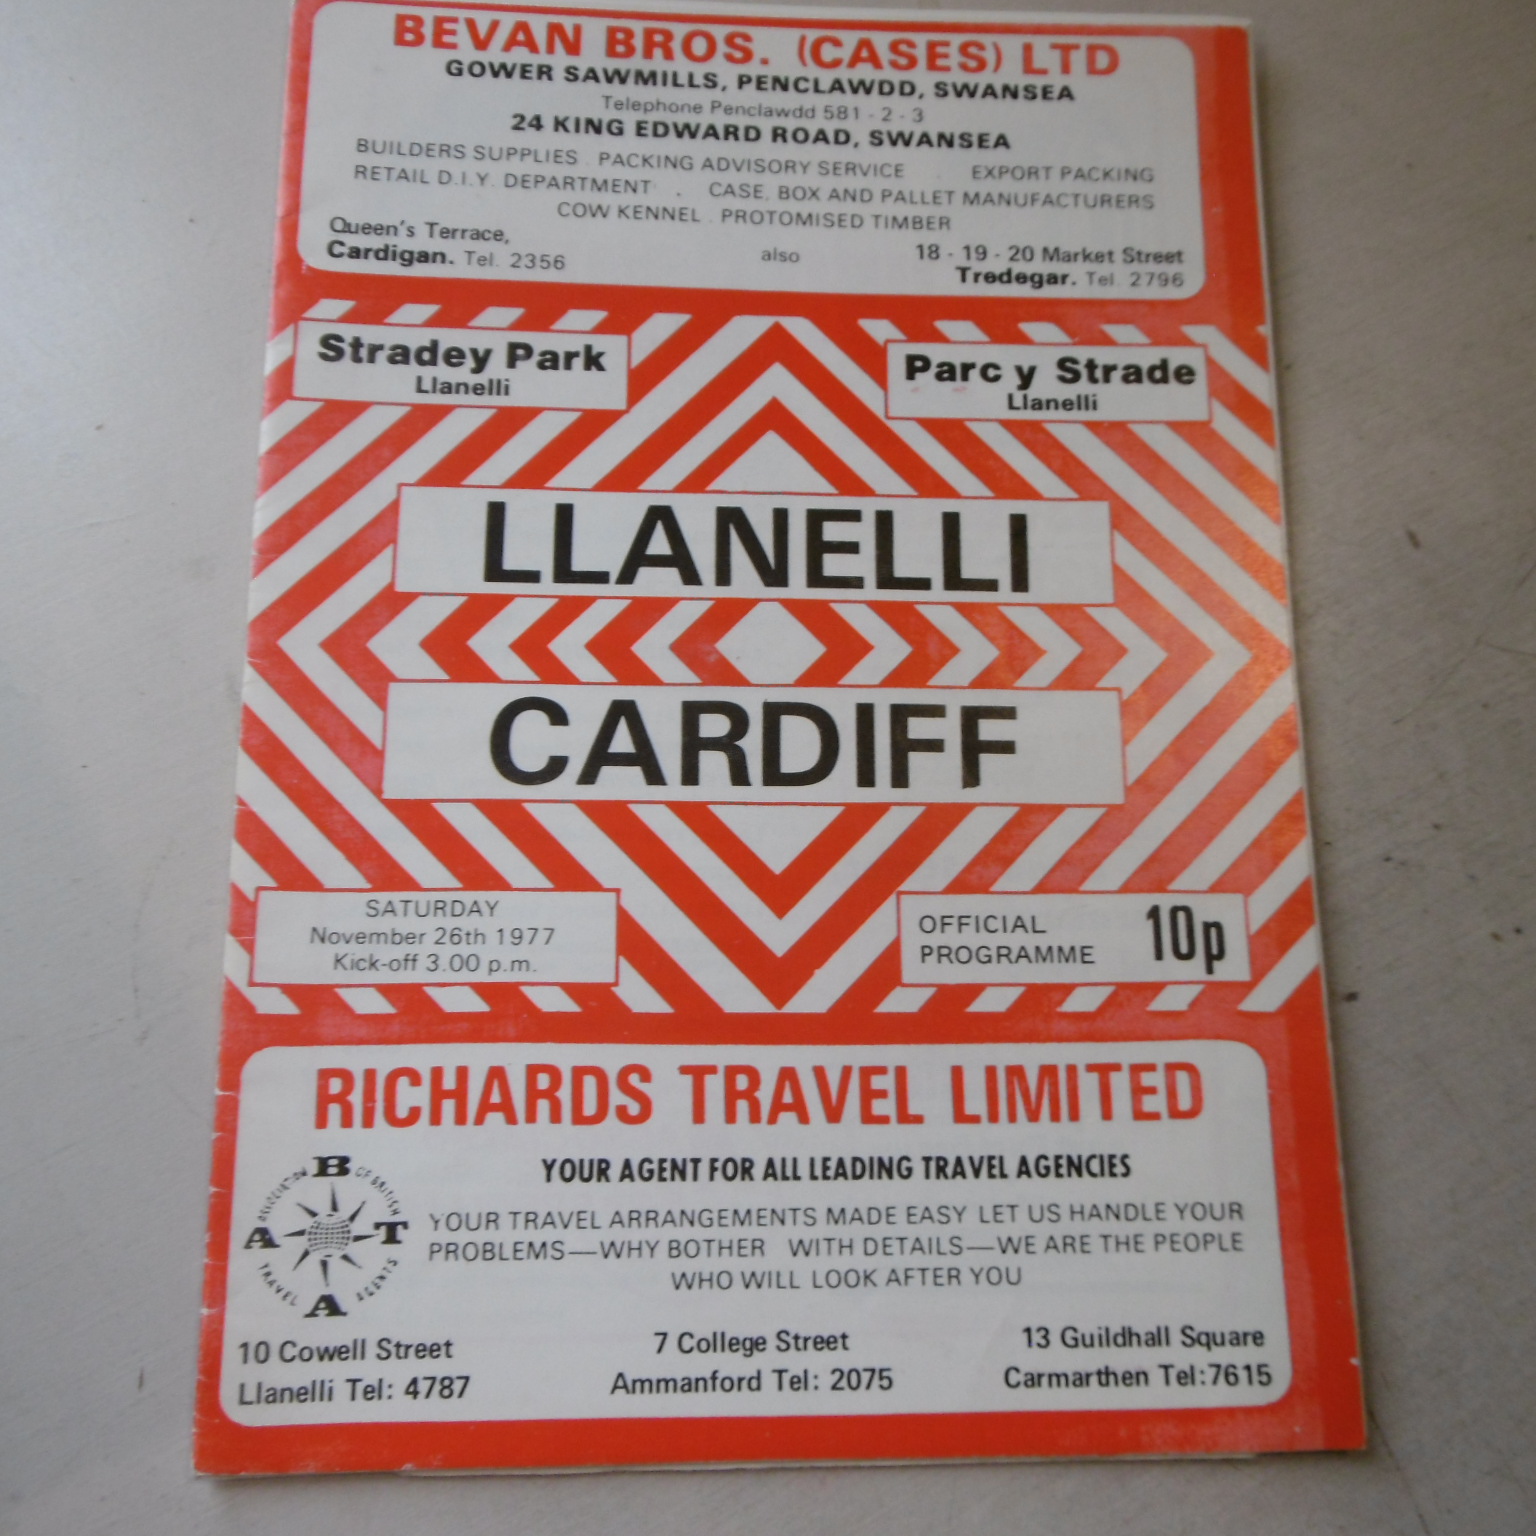 BEVAN BROS. (CASES) LTD
GOWER SAWMILLS, PENCLAWDD, SWANSEA
Telephone Penclawdd 581 - 2 - 3
24 KING EDWARD ROAD, SWANSEA
BUILDERS SUPPLIES . PACKING ADVISORY SERVICE . EXPORT PACKING
RETAIL D.I.Y. DEPARTMENT . CASE, BOX AND PALLET MANUFACTURERS
COW KENNEL . PROTOMISED TIMBER
Queen's Terrace,
Cardigan. Tel. 2356
also
18 - 19 - 20 Market Street
Tredegar. Tel. 2796
Stradey Park
Llanelli
Parc y Strade
Llanelli
LLANELLI
CARDIFF
SATURDAY
November 26th 1977
Kick-off 3.00 p.m.
OFFICIAL
PROGRAMME
10p
RICHARDS TRAVEL LIMITED
YOUR AGENT FOR ALL LEADING TRAVEL AGENCIES
ABTA
ASSOCIATION OF BRITISH
TRAVEL AGENTS
YOUR TRAVEL ARRANGEMENTS MADE EASY LET US HANDLE YOUR
PROBLEMS—WHY BOTHER WITH DETAILS—WE ARE THE PEOPLE
WHO WILL LOOK AFTER YOU
10 Cowell Street
Llanelli Tel: 4787
7 College Street
Ammanford Tel: 2075
13 Guildhall Square
Carmarthen Tel:7615